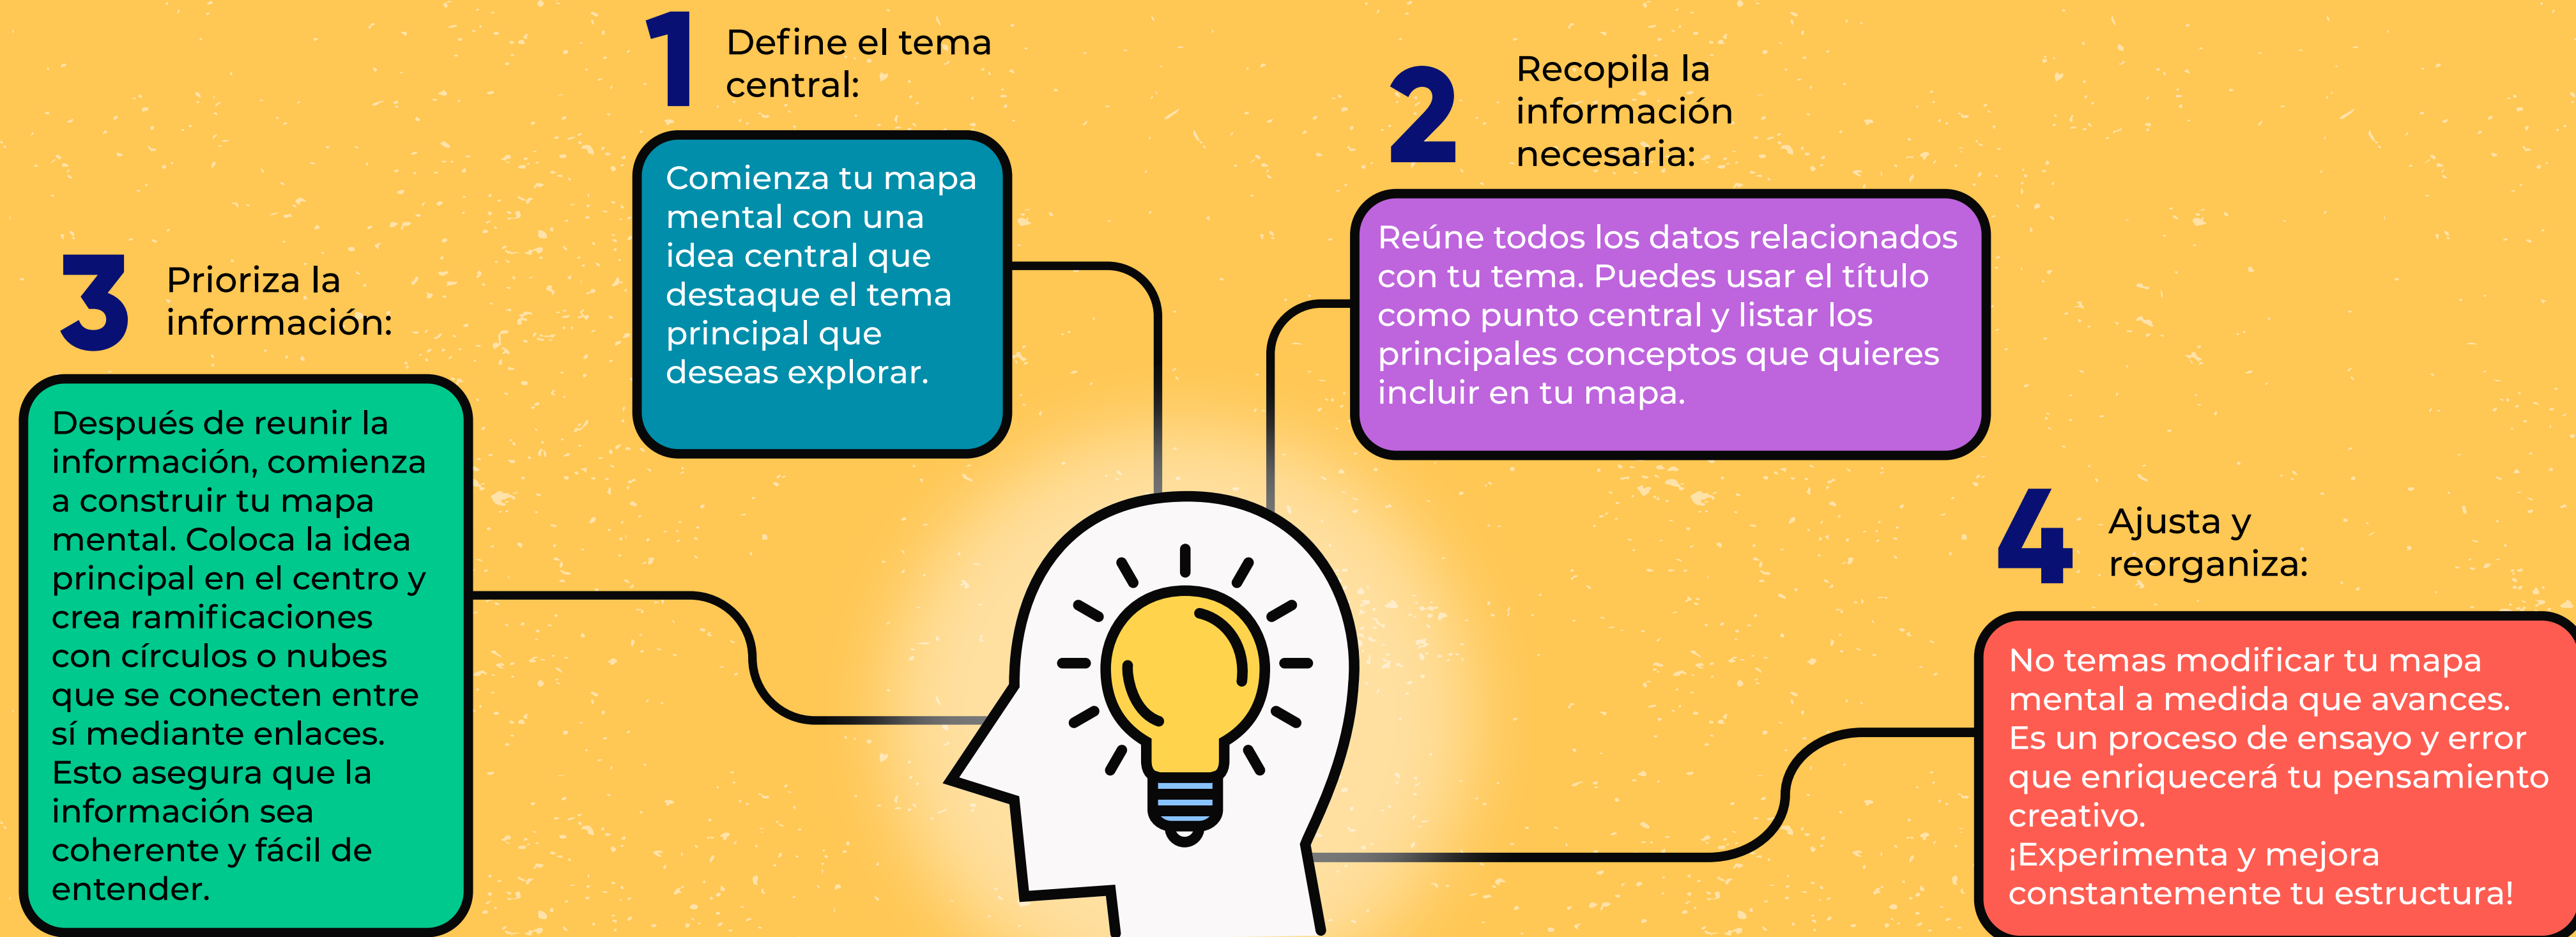 1
Define el tema
central:
Comienza tu mapa
mental con una
idea central que
destaque el tema
principal que
deseas explorar.
2
Recopila la
información
necesaria:
Reúne todos los datos relacionados
con tu tema. Puedes usar el título
como punto central y listar los
principales conceptos que quieres
incluir en tu mapa.
3
Prioriza la
información:
Después de reunir la
información, comienza
a construir tu mapa
mental. Coloca la idea
principal en el centro y
crea ramificaciones
con círculos o nubes
que se conecten entre
sí mediante enlaces.
Esto asegura que la
información sea
coherente y fácil de
entender.
4
Ajusta y
reorganiza:
No temas modificar tu mapa
mental a medida que avances.
Es un proceso de ensayo y error
que enriquecerá tu pensamiento
creativo.
¡Experimenta y mejora
constantemente tu estructura!